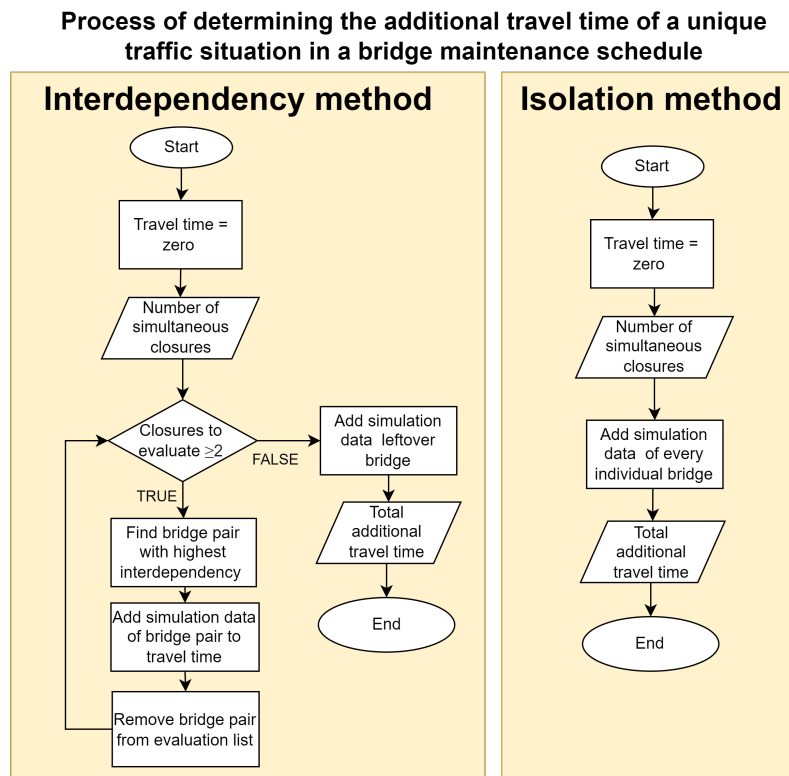 Process of determining the additional travel time of a unique
traffic situation in a bridge maintenance schedule
Interdependency method
Start
Travel time =
zero
Number of
simultaneous
closures
Closures to
evaluate ≥2
FALSE
TRUE
Add simulation
data leftover
bridge
Total
additional
travel time
End
Find bridge pair
with highest
interdependency
Add simulation data
of bridge pair to
travel time
Remove bridge pair
from evaluation list
Isolation method
Start
Travel time =
zero
Number of
simultaneous
closures
Add simulation
data of every
individual bridge
Total
additional
travel time
End